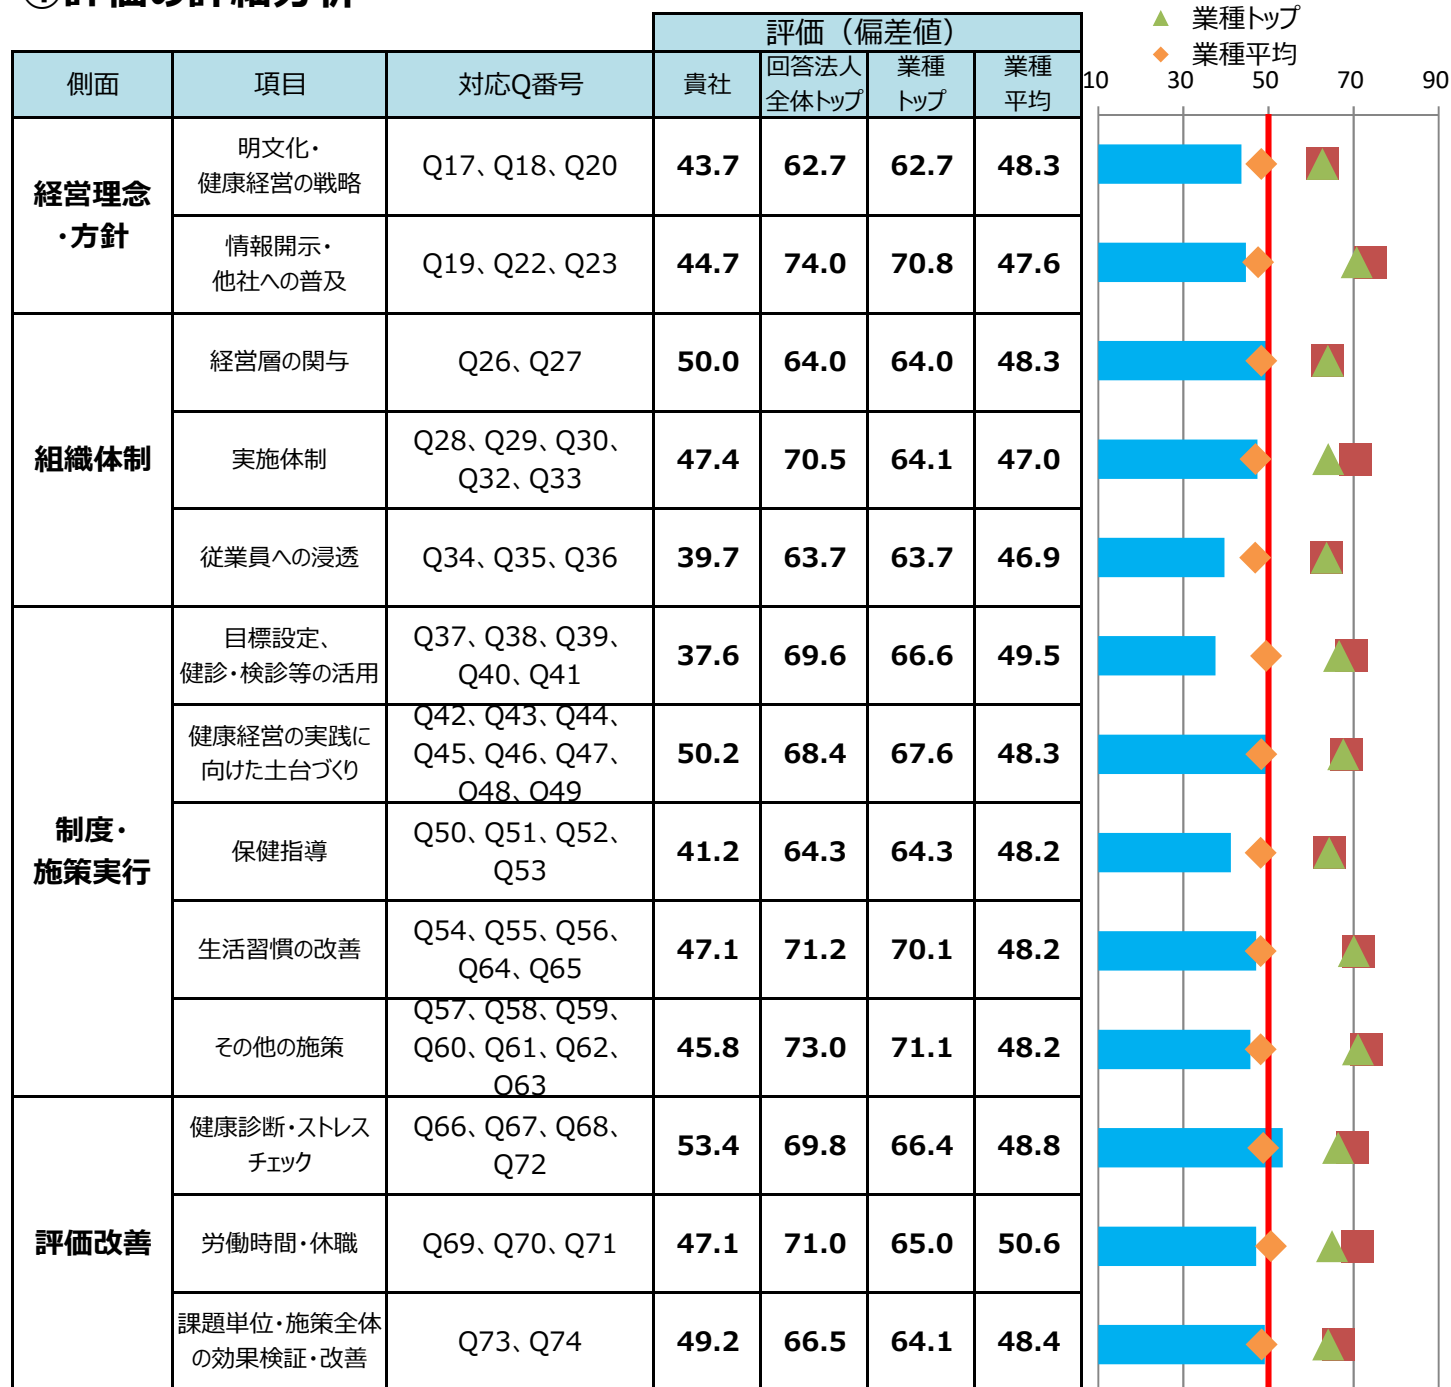 ①評価の詳細分析
業種トップ
業種平均
評価（偏差値）
側面 項目 対応Q番号 貴社 回答法人全体トップ 業種トップ 業種平均
10 30 50 70 90
経営理念・方針
明文化・
健康経営の戦略
Q17、Q18、Q20
43.7 62.7 62.7 48.3
情報開示・
他社への普及
Q19、Q22、Q23
44.7 74.0 70.8 47.6
組織体制
経営層の関与
Q26、Q27
50.0 64.0 64.0 48.3
実施体制
Q28、Q29、Q30、
Q32、Q33
47.4 70.5 64.1 47.0
従業員への浸透
Q34、Q35、Q36
39.7 63.7 63.7 46.9
制度・
施策実行
目標設定、
健診・検診等の活用
Q37、Q38、Q39、
Q40、Q41
37.6 69.6 66.6 49.5
健康経営の実践に
向けた土台づくり
Q42、Q43、Q44、
Q45、Q46、Q47、
Q48、Q49
50.2 68.4 67.6 48.3
保健指導
Q50、Q51、Q52、
Q53
41.2 64.3 64.3 48.2
生活習慣の改善
Q54、Q55、Q56、
Q64、Q65
47.1 71.2 70.1 48.2
その他の施策
Q57、Q58、Q59、
Q60、Q61、Q62、
Q63
45.8 73.0 71.1 48.2
評価改善
健康診断・ストレス
チェック
Q66、Q67、Q68、
Q72
53.4 69.8 66.4 48.8
労働時間・休職
Q69、Q70、Q71
47.1 71.0 65.0 50.6
課題単位・施策全体
の効果検証・改善
Q73、Q74
49.2 66.5 64.1 48.4